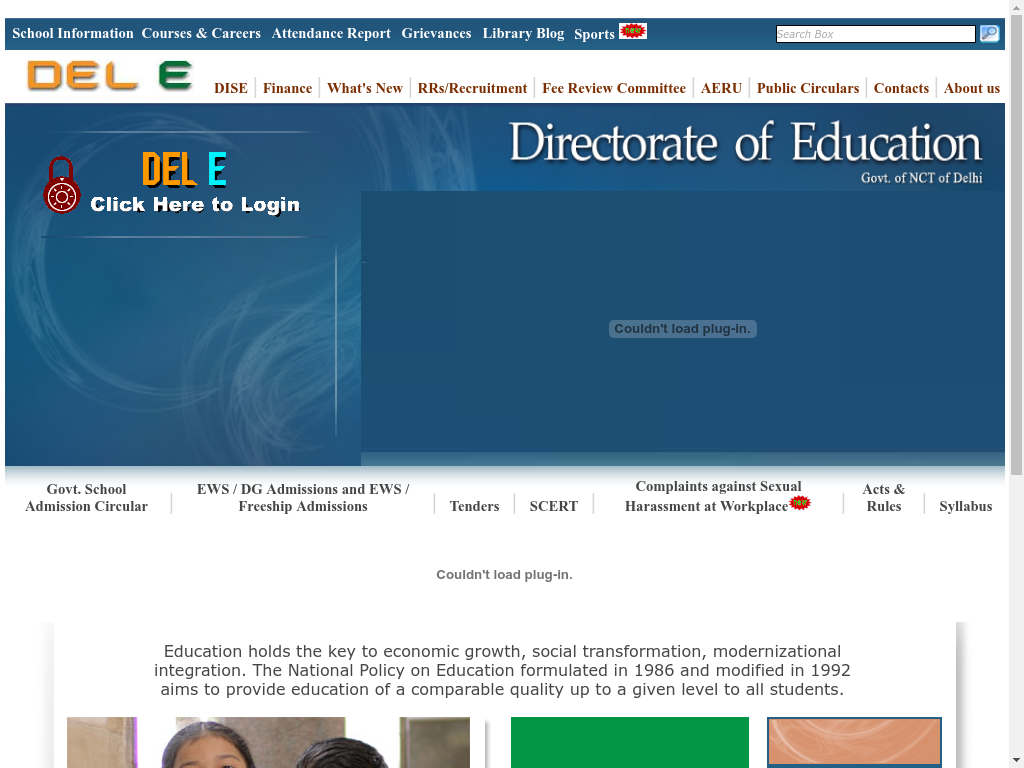 School Information Courses & Careers Attendance Report Grievances Library Blog Sports new Search Box
DEL E
DISE Finance What's New RRs/Recruitment Fee Review Committee AERU Public Circulars Contacts About us
Directorate of Education
Govt. of NCT of Delhi
DEL E
Click Here to Login
Couldn't load plug-in.
Govt. School
Admission Circular
EWS / DG Admissions and EWS /
Freeship Admissions
Tenders
SCERT
Complaints against Sexual
Harassment at Workplace new
Acts &
Rules
Syllabus
Couldn't load plug-in.
Education holds the key to economic growth, social transformation, modernizational
integration. The National Policy on Education formulated in 1986 and modified in 1992
aims to provide education of a comparable quality up to a given level to all students.